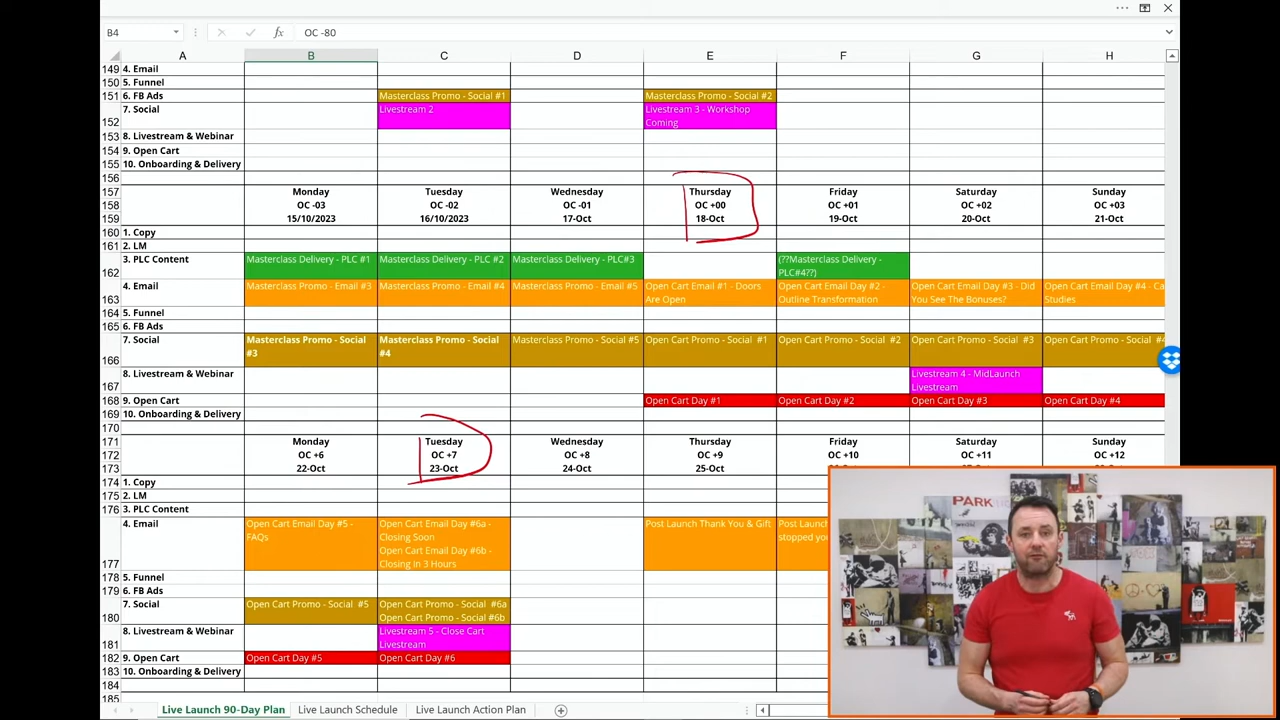 B4 fx OC -80
A B C D E F G H
149 4. Email
150 5. Funnel
151 6. FB Ads Masterclass Promo - Social #1 Masterclass Promo - Social #2
7. Social Livestream 2 Livestream 3 - Workshop
152 Coming
153 8. Livestream & Webinar
154 9. Open Cart
155 10. Onboarding & Delivery
156
157 Monday Tuesday Wednesday Thursday Friday Saturday Sunday
158 OC -03 OC -02 OC -01 OC +00 OC +01 OC +02 OC +03
159 15/10/2023 16/10/2023 17-Oct 18-Oct 19-Oct 20-Oct 21-Oct
160 1. Copy
161 2. LM
3. PLC Content Masterclass Delivery - PLC #1 Masterclass Delivery - PLC #2 Masterclass Delivery - PLC#3 (??Masterclass Delivery -
162 PLC#4??)
4. Email Masterclass Promo - Email #3 Masterclass Promo - Email #4 Masterclass Promo - Email #5 Open Cart Email #1 - Doors Open Cart Email Day #2 - Open Cart Email Day #3 - Did Open Cart Email Day #4 - Ca
163 Are Open Outline Transformation You See The Bonuses? Studies
164 5. Funnel
165 6. FB Ads
7. Social Masterclass Promo - Social Masterclass Promo - Social Masterclass Promo - Social #5 Open Cart Promo - Social #1 Open Cart Promo - Social #2 Open Cart Promo - Social #3 Open Cart Promo - Social #4
166 #3 #4
8. Livestream & Webinar Livestream 4 - MidLaunch
167 Livestream
168 9. Open Cart Open Cart Day #1 Open Cart Day #2 Open Cart Day #3 Open Cart Day #4
169 10. Onboarding & Delivery
170
171 Monday Tuesday Wednesday Thursday Friday Saturday Sunday
172 OC +6 OC +7 OC +8 OC +9 OC +10 OC +11 OC +12
173 22-Oct 23-Oct 24-Oct 25-Oct
174 1. Copy
175 2. LM
176 3. PLC Content
4. Email Open Cart Email Day #5 - Open Cart Email Day #6a - Post Launch Thank You & Gift Post Launch
FAQs Closing Soon stopped yo
Open Cart Email Day #6b -
177 Closing in 3 Hours
178 5. Funnel
179 6. FB Ads
7. Social Open Cart Promo - Social #5 Open Cart Promo - Social #6a
180 Open Cart Promo - Social #6b
8. Livestream & Webinar Livestream 5 - Close Cart
181 Livestream
182 9. Open Cart Open Cart Day #5 Open Cart Day #6
183 10. Onboarding & Delivery
184
185
PARK
Live Launch 90-Day Plan Live Launch Schedule Live Launch Action Plan